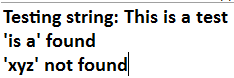 Testing string: This is a test
'is a' found
'xyz' not found